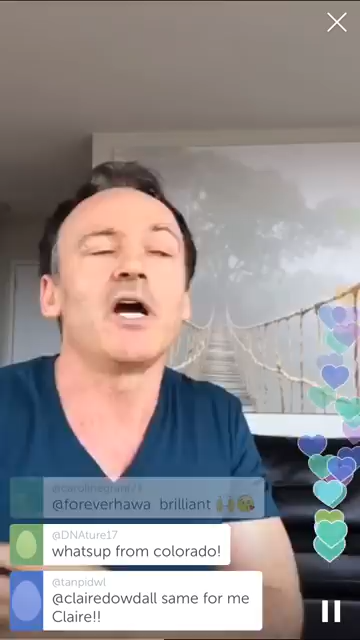 @foreverhawa brilliant 🙌😘
@DNAture17
whatsup from colorado!
@tanpidwl
@clairedowdall same for me
Claire!!